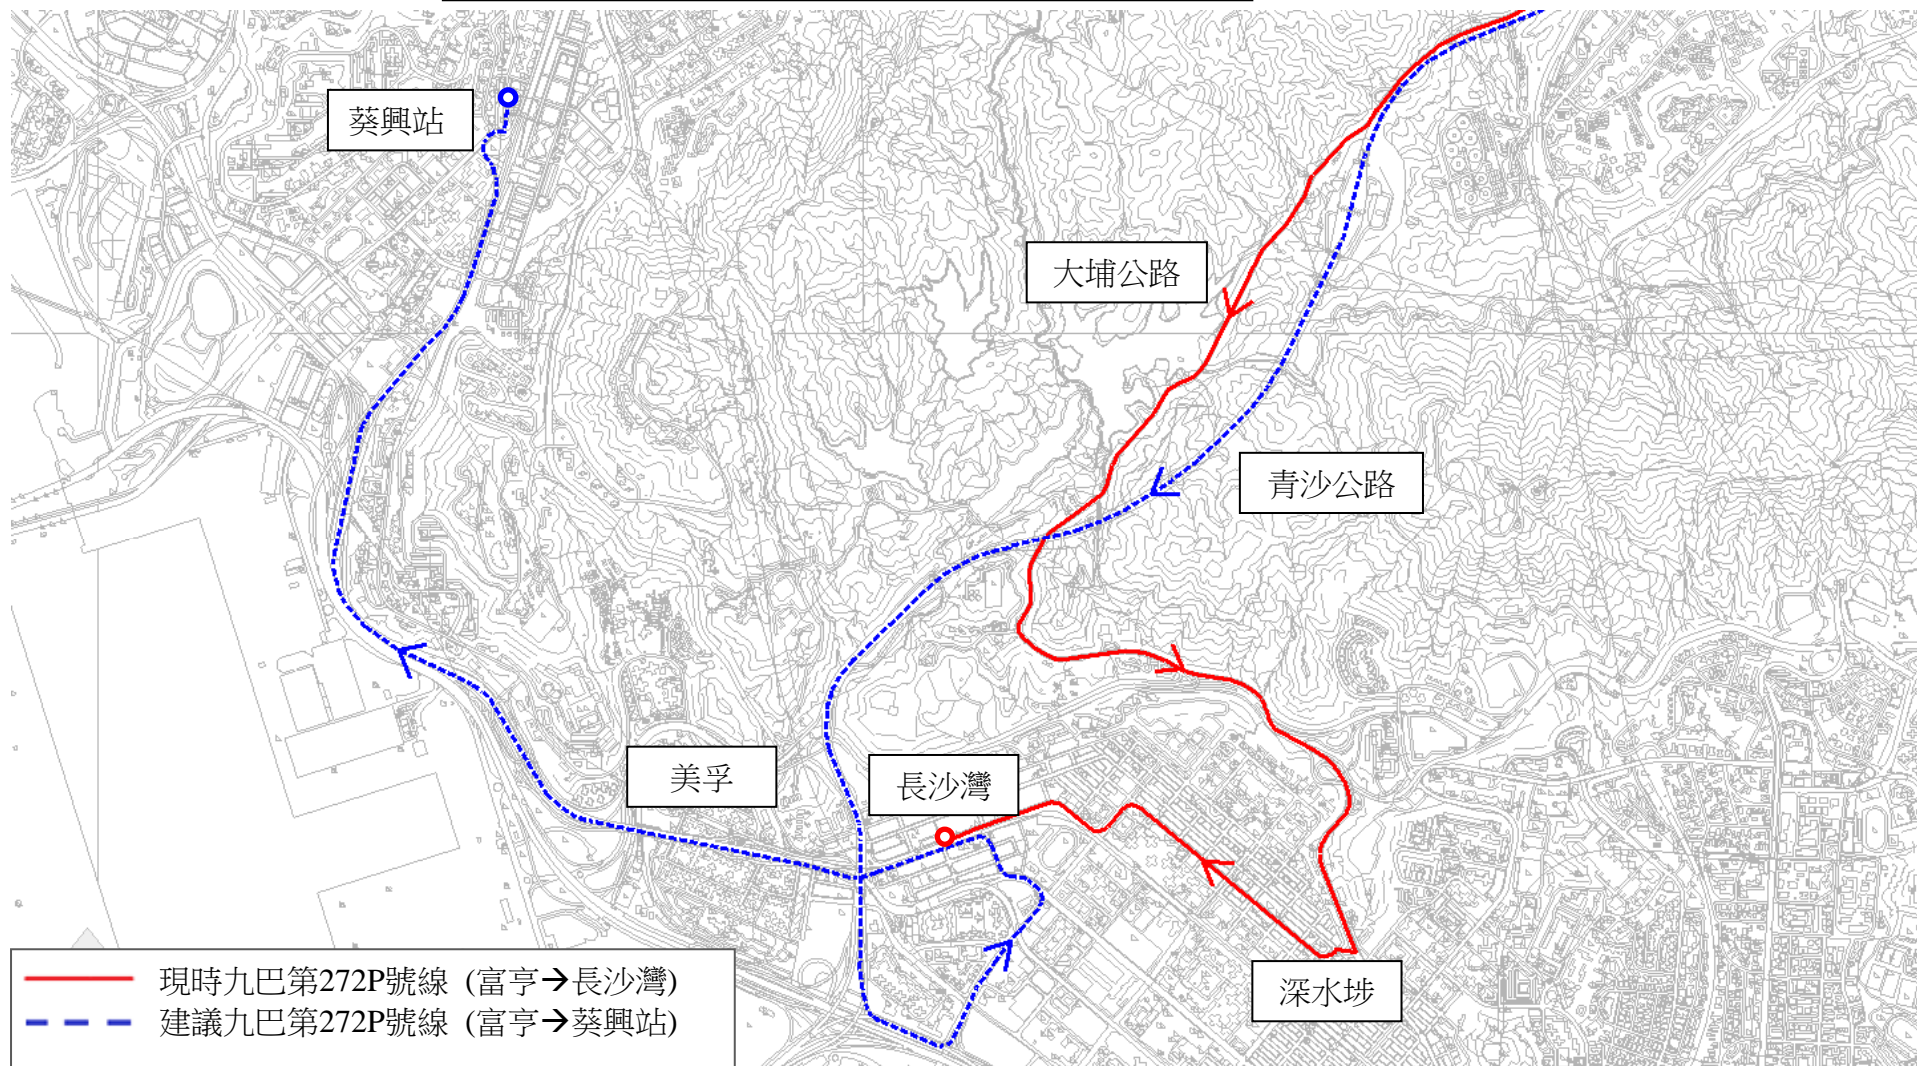 葵興站
大埔公路
青沙公路
美孚
長沙灣
深水埗
現時九巴第272P號線 (富亨→長沙灣)
建議九巴第272P號線 (富亨→葵興站)